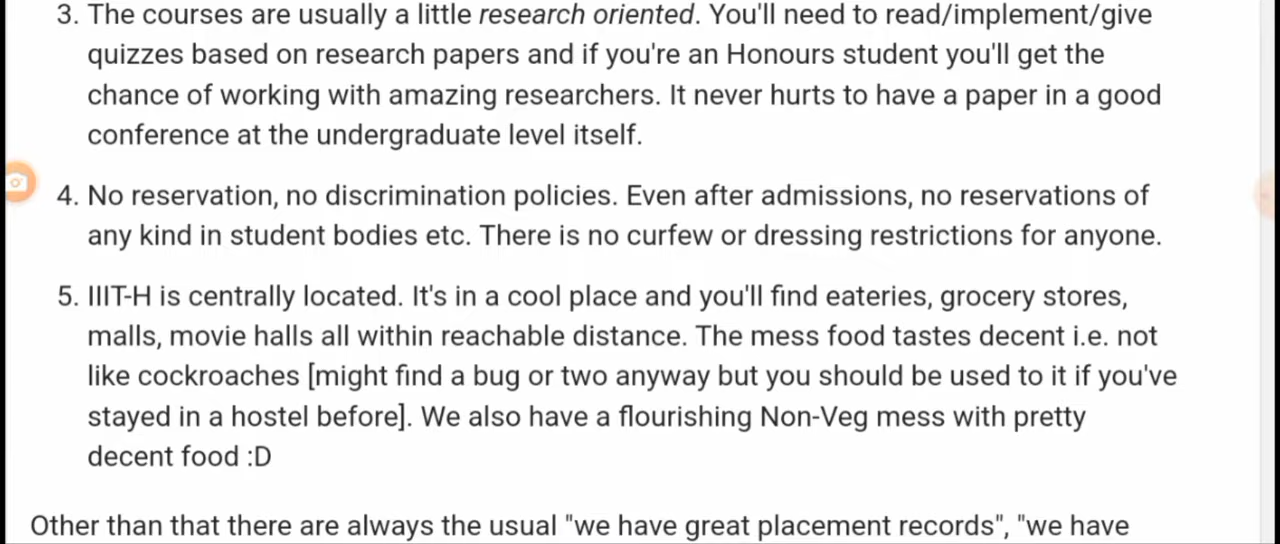 3. The courses are usually a little research oriented. You'll need to read/implement/give
quizzes based on research papers and if you're an Honours student you'll get the
chance of working with amazing researchers. It never hurts to have a paper in a good
conference at the undergraduate level itself.
4. No reservation, no discrimination policies. Even after admissions, no reservations of
any kind in student bodies etc. There is no curfew or dressing restrictions for anyone.
5. IIIT-H is centrally located. It's in a cool place and you'll find eateries, grocery stores,
malls, movie halls all within reachable distance. The mess food tastes decent i.e. not
like cockroaches [might find a bug or two anyway but you should be used to it if you've
stayed in a hostel before]. We also have a flourishing Non-Veg mess with pretty
decent food :D
Other than that there are always the usual "we have great placement records", "we have